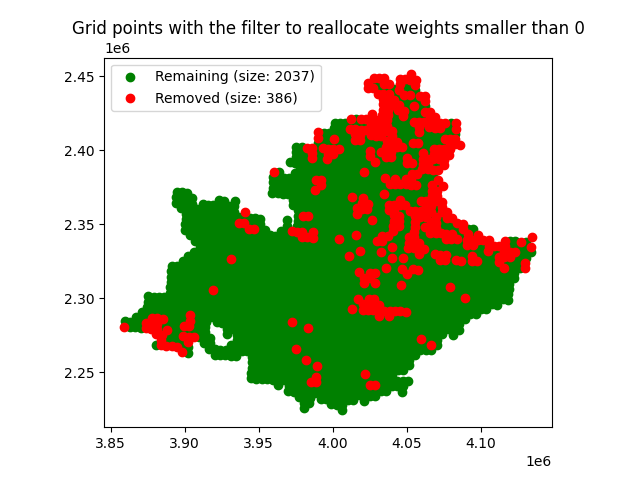 Grid points with the filter to reallocate weights smaller than 0
1e6
Remaining (size: 2037)
Removed (size: 386)
2.45
2.40
2.35
2.30
2.25
3.85 3.90 3.95 4.00 4.05 4.10
1e6